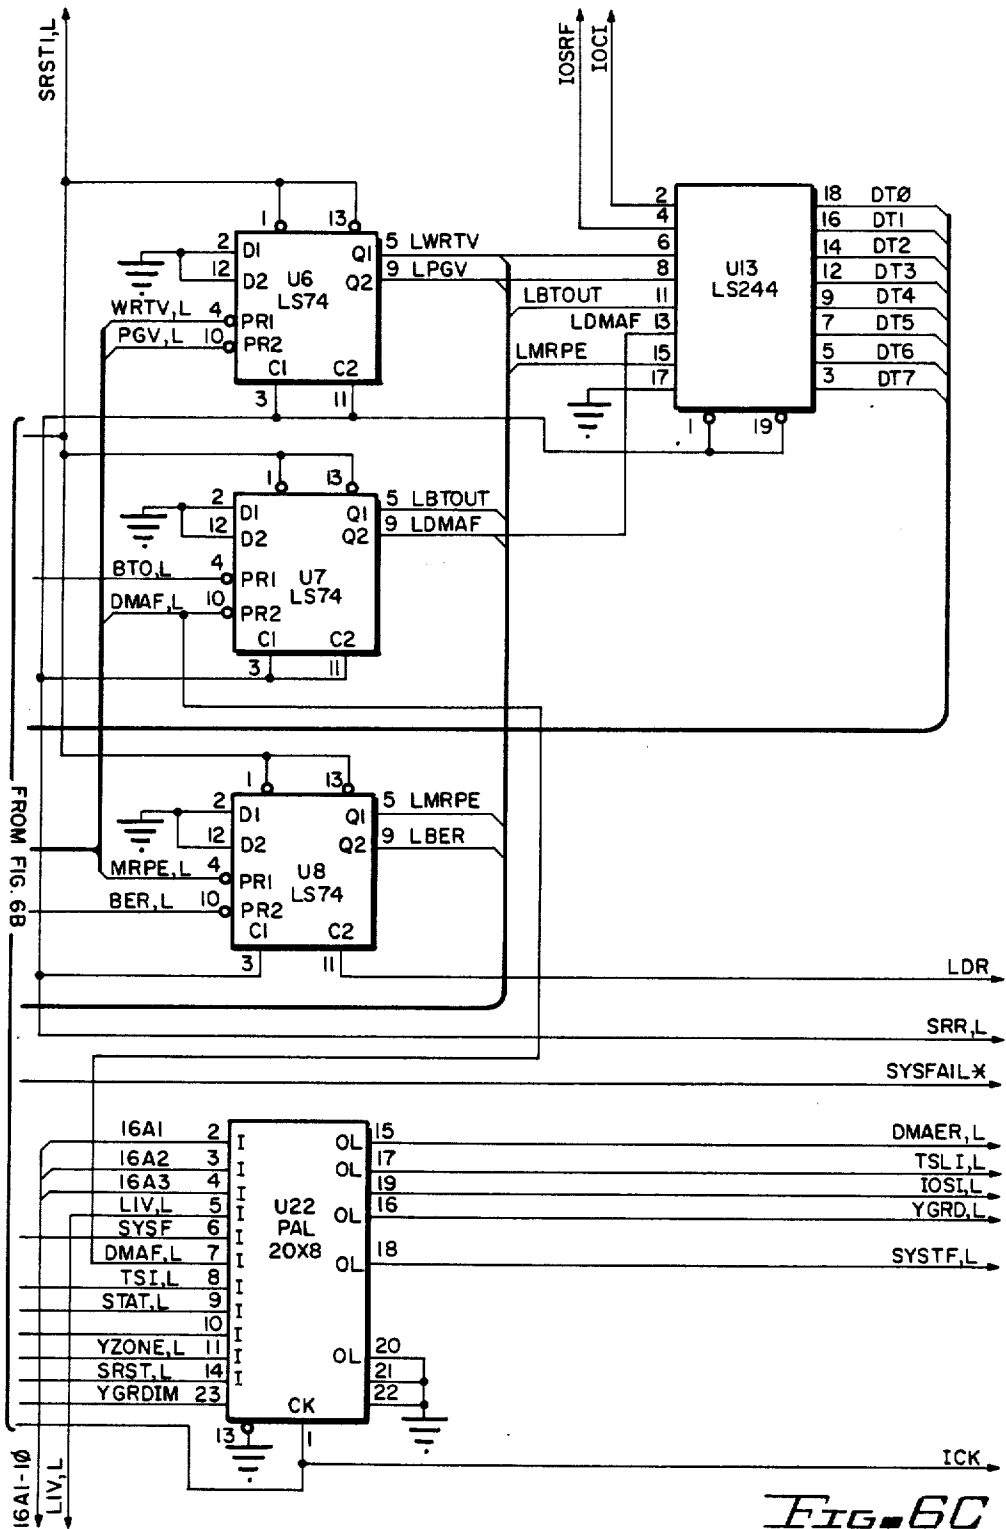 SRST1,L
IOSRF
IOCI
1 13
2 D1 Q1 5 LWRTV
12 D2 Q2 9 LPGV
U6
LS74
WRTV,L 4 PR1
PGV,L 10 PR2
C1 C2
3 11
2 18 DTØ
4 16 DT1
6 14 DT2
8 12 DT3
U13
LS244
LBTOUT 11 9 DT4
LDMAF 13 7 DT5
LMRPE 15 5 DT6
17 3 DT7
1 19
1 13
2 D1 Q1 5 LBTOUT
12 D2 Q2 9 LDMAF
BTO,L 4 PR1
U7
LS74
DMAF,L 10 PR2
C1 C2
3 11
1 13
2 D1 Q1 5 LMRPE
12 D2 Q2 9 LBER
MRPE,L 4 PR1
U8
LS74
BER,L 10 PR2
C1 C2
3 11
FROM FIG. 6B
LDR
SRR,L
SYSFAIL*
16A1 2 I OL 15 DMAER,L
16A2 3 I OL 17 TSLI,L
16A3 4 I 19 IOSI,L
LIV,L 5 I OL 16 YGRD,L
U22
PAL
20X8
SYSF 6 I
DMAF,L 7 I OL 18 SYSTF,L
TSI,L 8 I
STAT,L 9 I
10 I
YZONE,L 11 I OL 20
SRST,L 14 I 21
YGRDIM 23 22
CK
13 1
ICK
16A1-1Ø
LIV,L
FIG. 6C